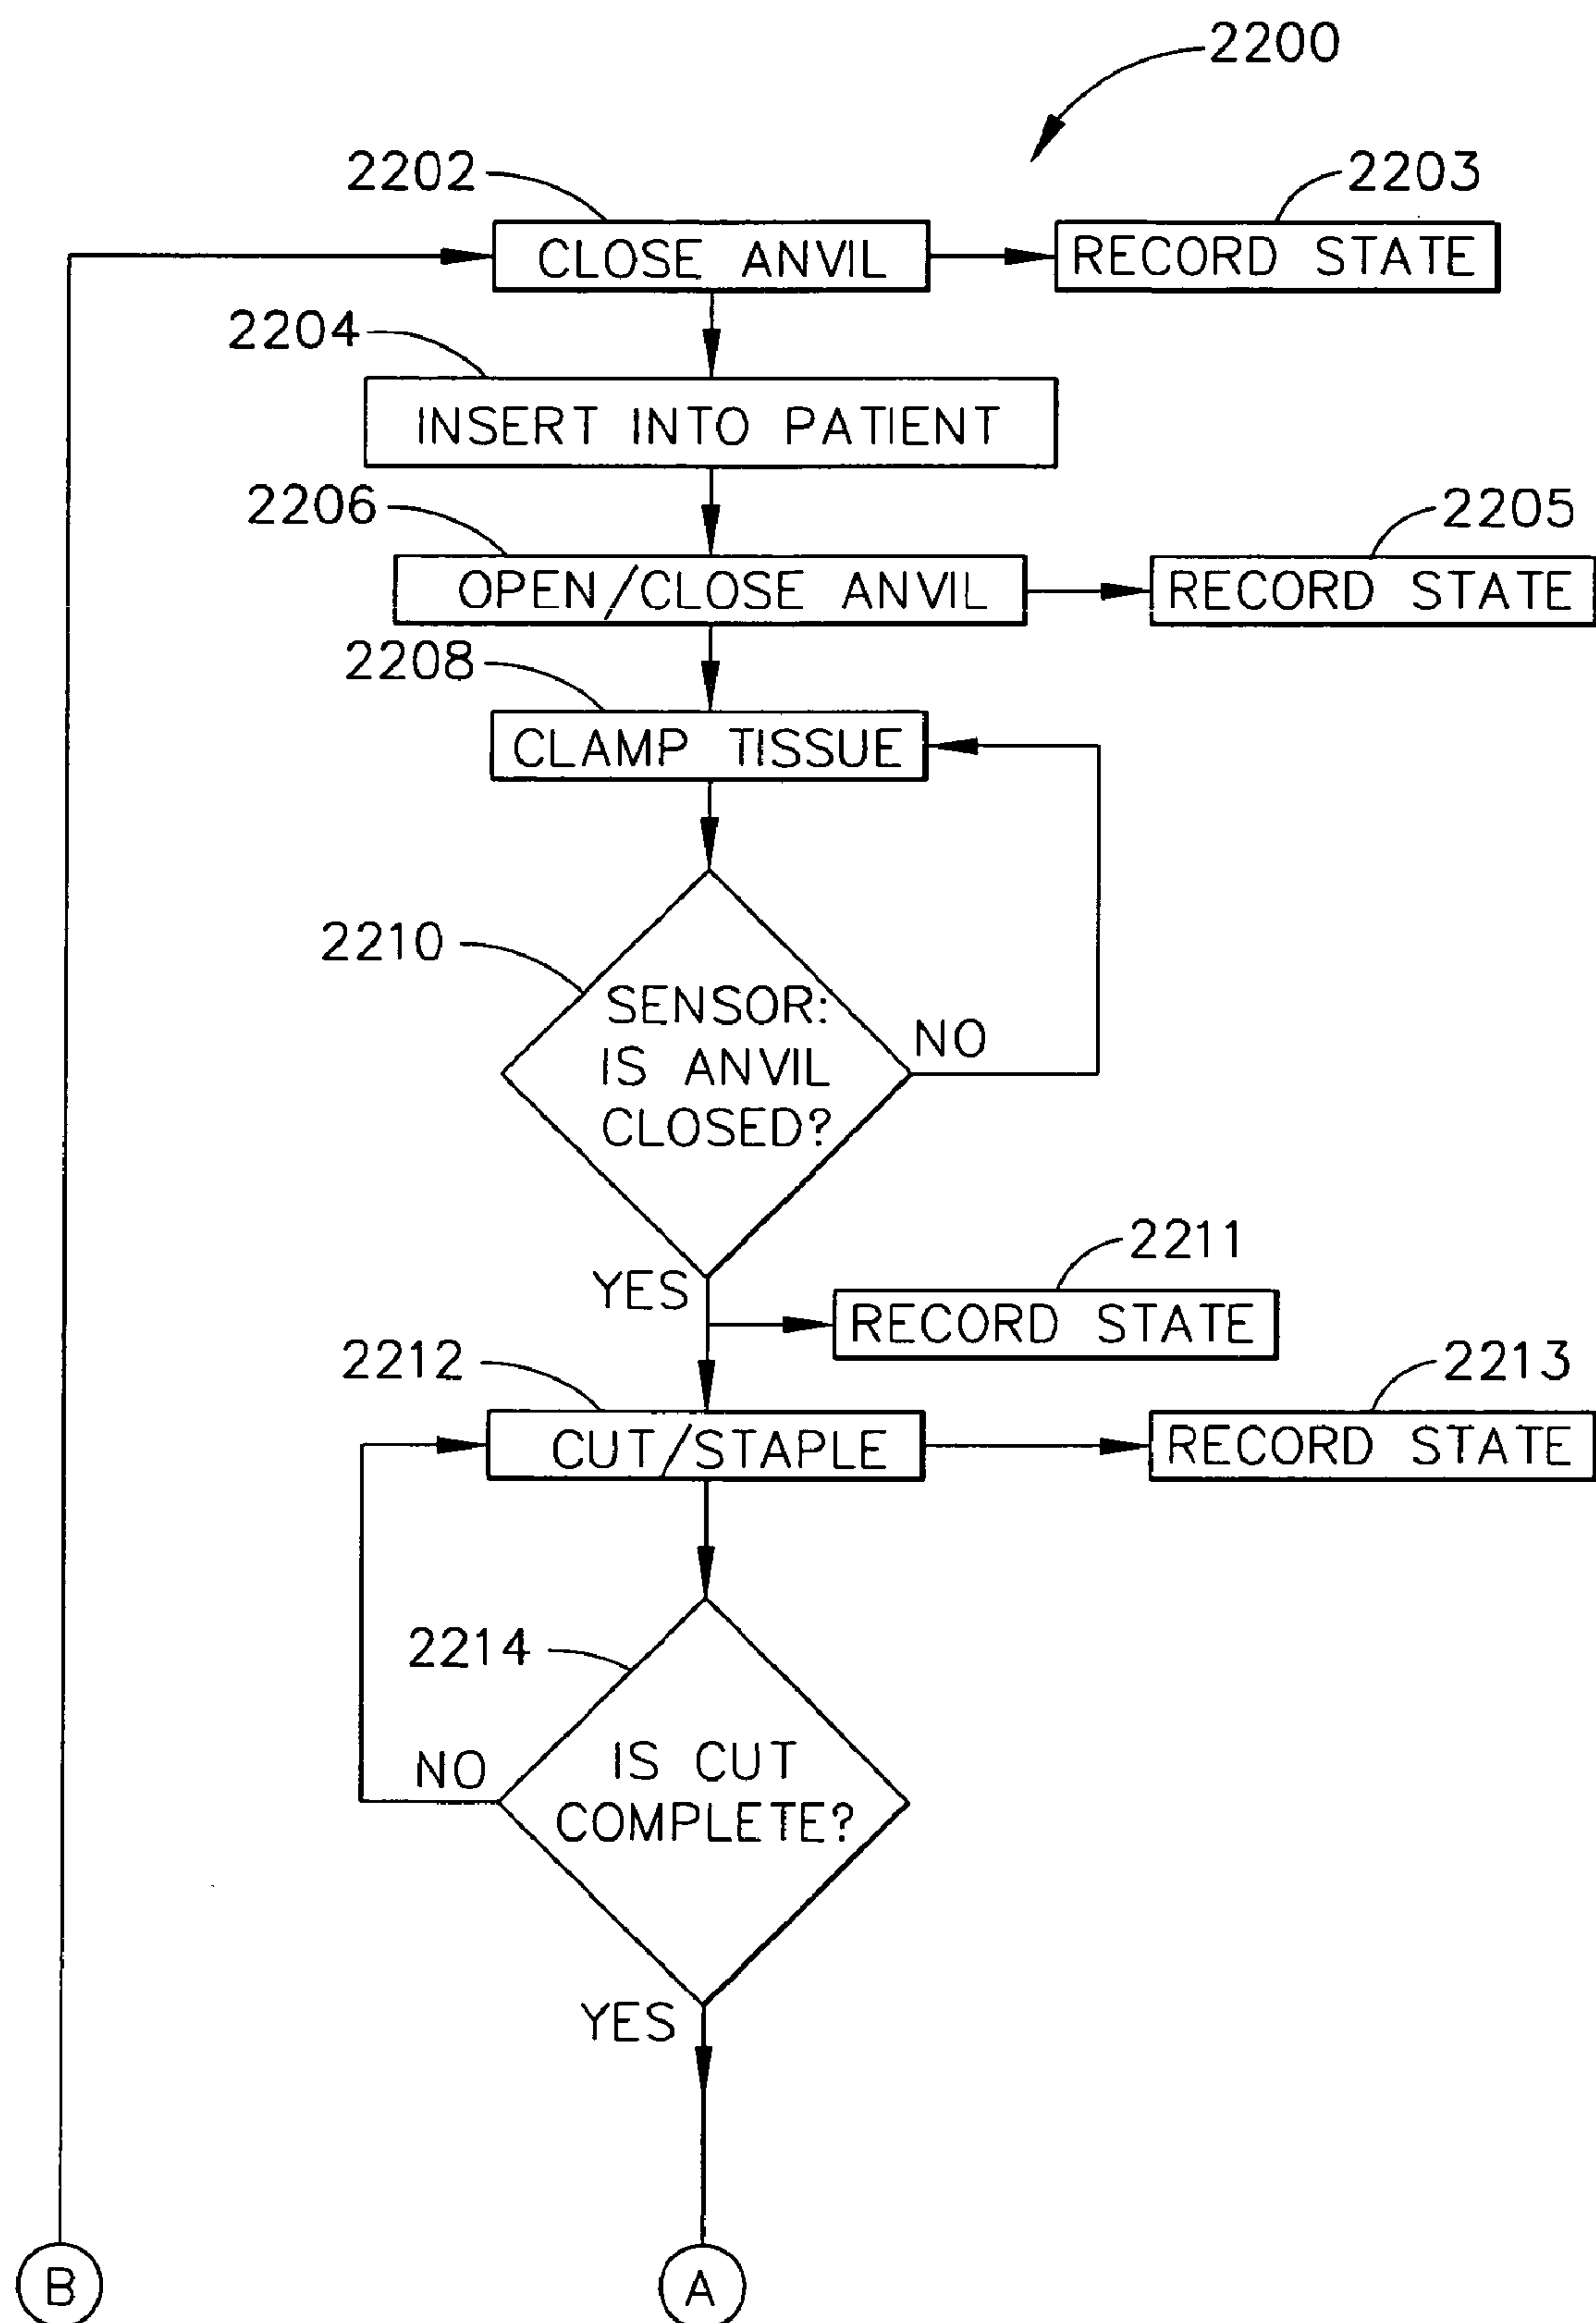 2200
2202
2203
CLOSE ANVIL
RECORD STATE
2204
INSERT INTO PATIENT
2206
2205
OPEN/CLOSE ANVIL
RECORD STATE
2208
CLAMP TISSUE
2210
SENSOR:
IS ANVIL
CLOSED?
NO
2211
YES
RECORD STATE
2212
2213
CUT/STAPLE
RECORD STATE
2214
NO
IS CUT
COMPLETE?
YES
B
A